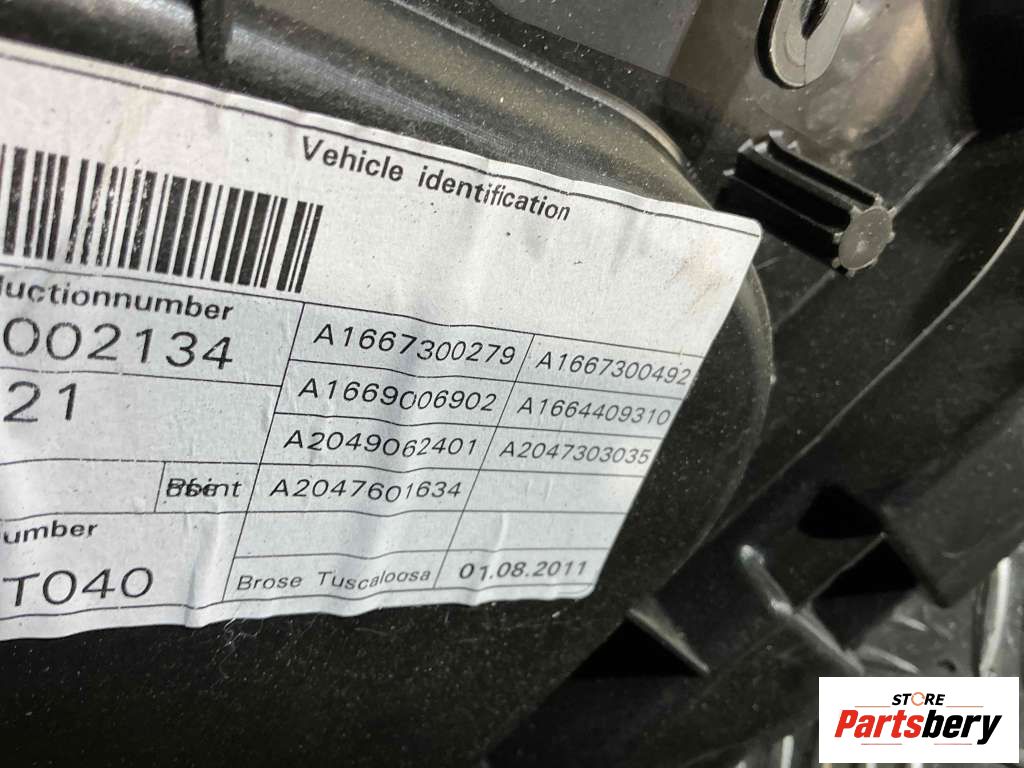 Vehicle identification
uctionnumber
002134
21
A1667300279 A1667300492
A1669006902 A1664409310
A2049062401 A2047303035
A2047601634
umber
T040
Brose Tuscaloosa 01.08.2011
STORE
Partsbery